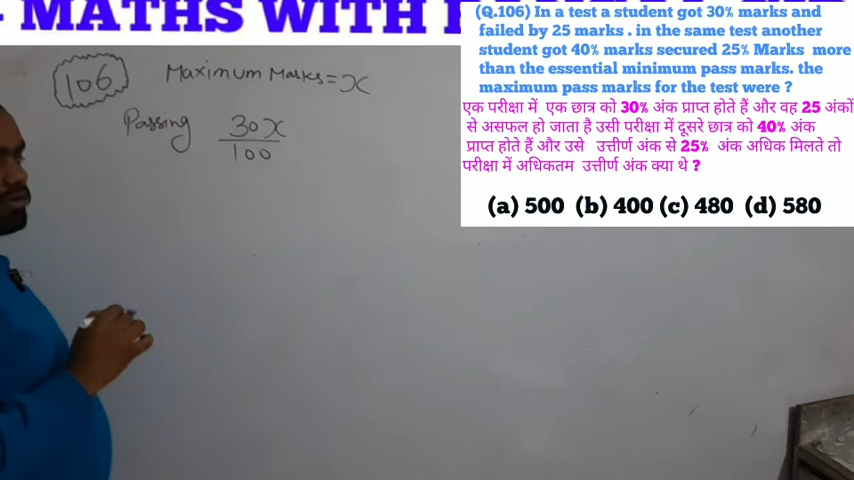 MATHS WITH
(Q.106) In a test a student got 30% marks and
failed by 25 marks . in the same test another
student got 40% marks secured 25% Marks more
than the essential minimum pass marks. the
maximum pass marks for the test were ?
एक परीक्षा में एक छात्र को 30% अंक प्राप्त होते हैं और वह 25 अंकों
से असफल हो जाता है उसी परीक्षा में दूसरे छात्र को 40% अंक
प्राप्त होते हैं और उसे उत्तीर्ण अंक से 25% अंक अधिक मिलते तो
परीक्षा में अधिकतम उत्तीर्ण अंक क्या थे ?
(a) 500 (b) 400 (c) 480 (d) 580
106 Maximum Marks = x
Passing 30x
100